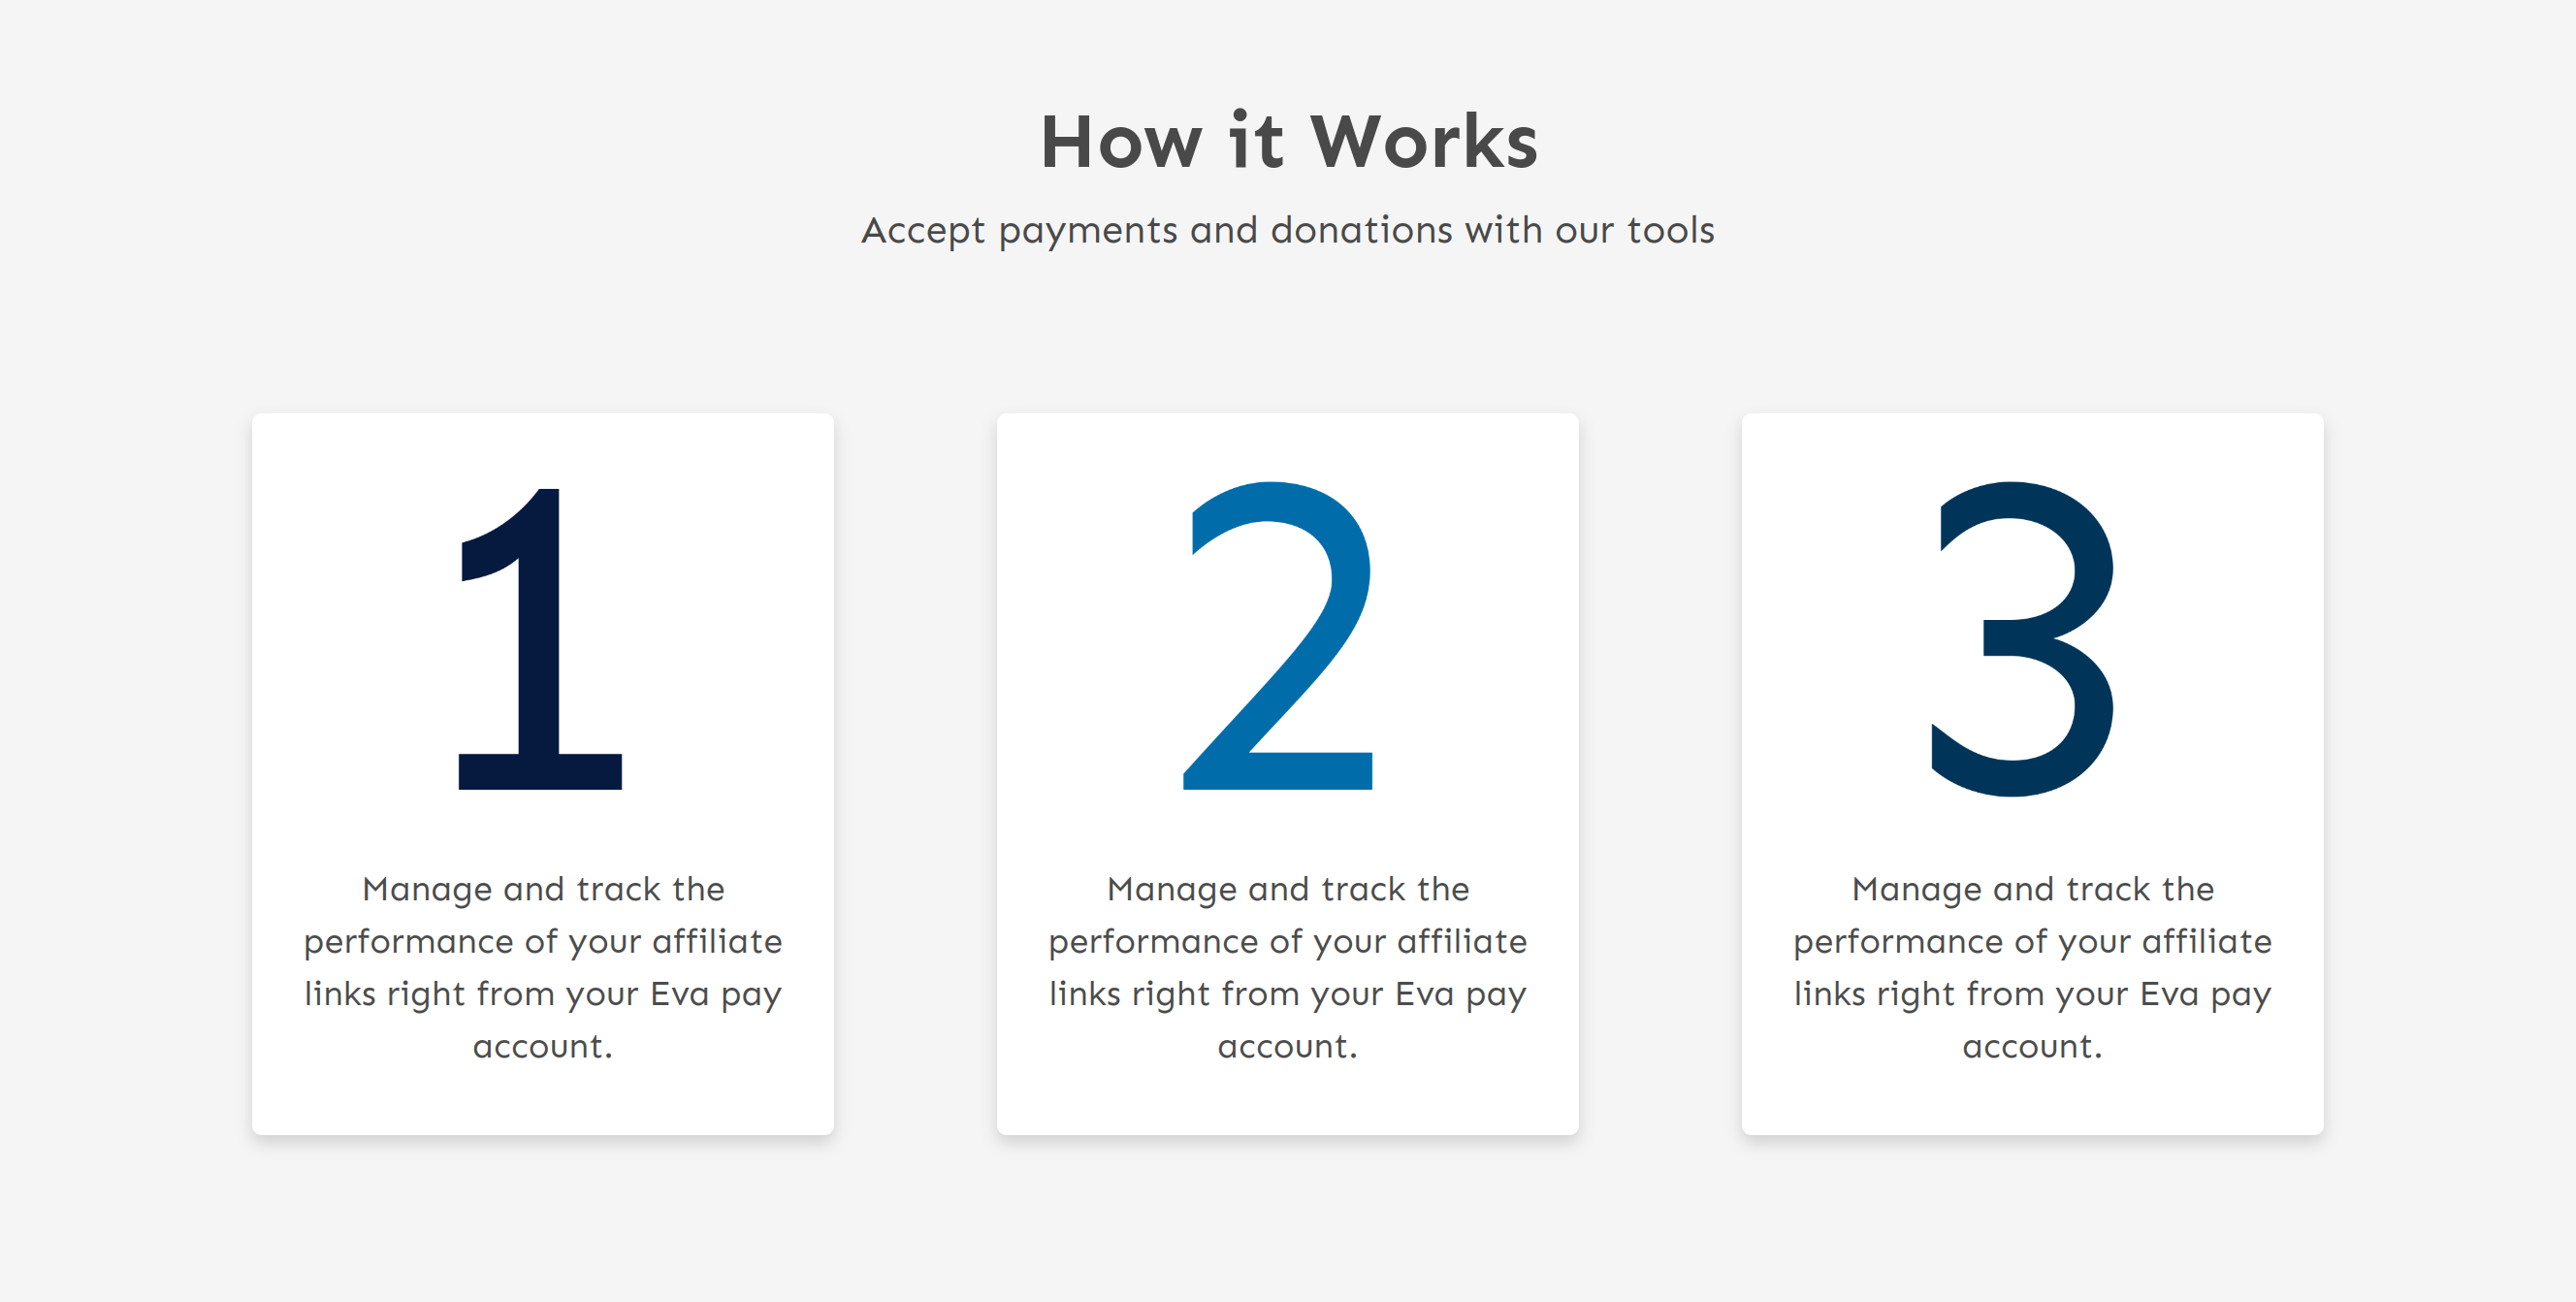 How it Works
Accept payments and donations with our tools
1
Manage and track the
performance of your affiliate
links right from your Eva pay
account.
2
Manage and track the
performance of your affiliate
links right from your Eva pay
account.
3
Manage and track the
performance of your affiliate
links right from your Eva pay
account.